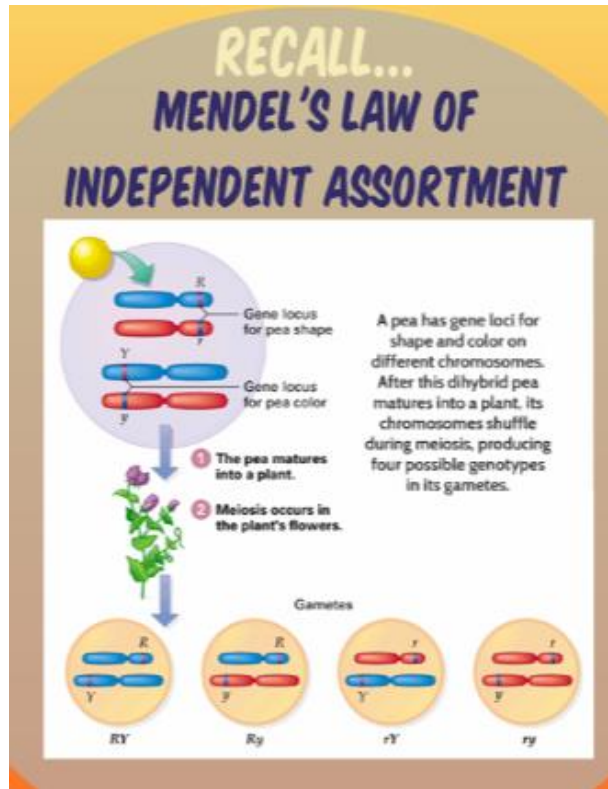 RECALL...
MENDEL'S LAW OF
INDEPENDENT ASSORTMENT
R
Gene locus
for pea shape
r
Y
Gene locus
for pea color
y
A pea has gene loci for
shape and color on
different chromosomes.
After this dihybrid pea
matures into a plant, its
chromosomes shuffle
during meiosis, producing
four possible genotypes
in its gametes.
1 The pea matures
into a plant.
2 Meiosis occurs in
the plant's flowers.
Gametes
R R r r
Y y Y y
RY Ry rY ry